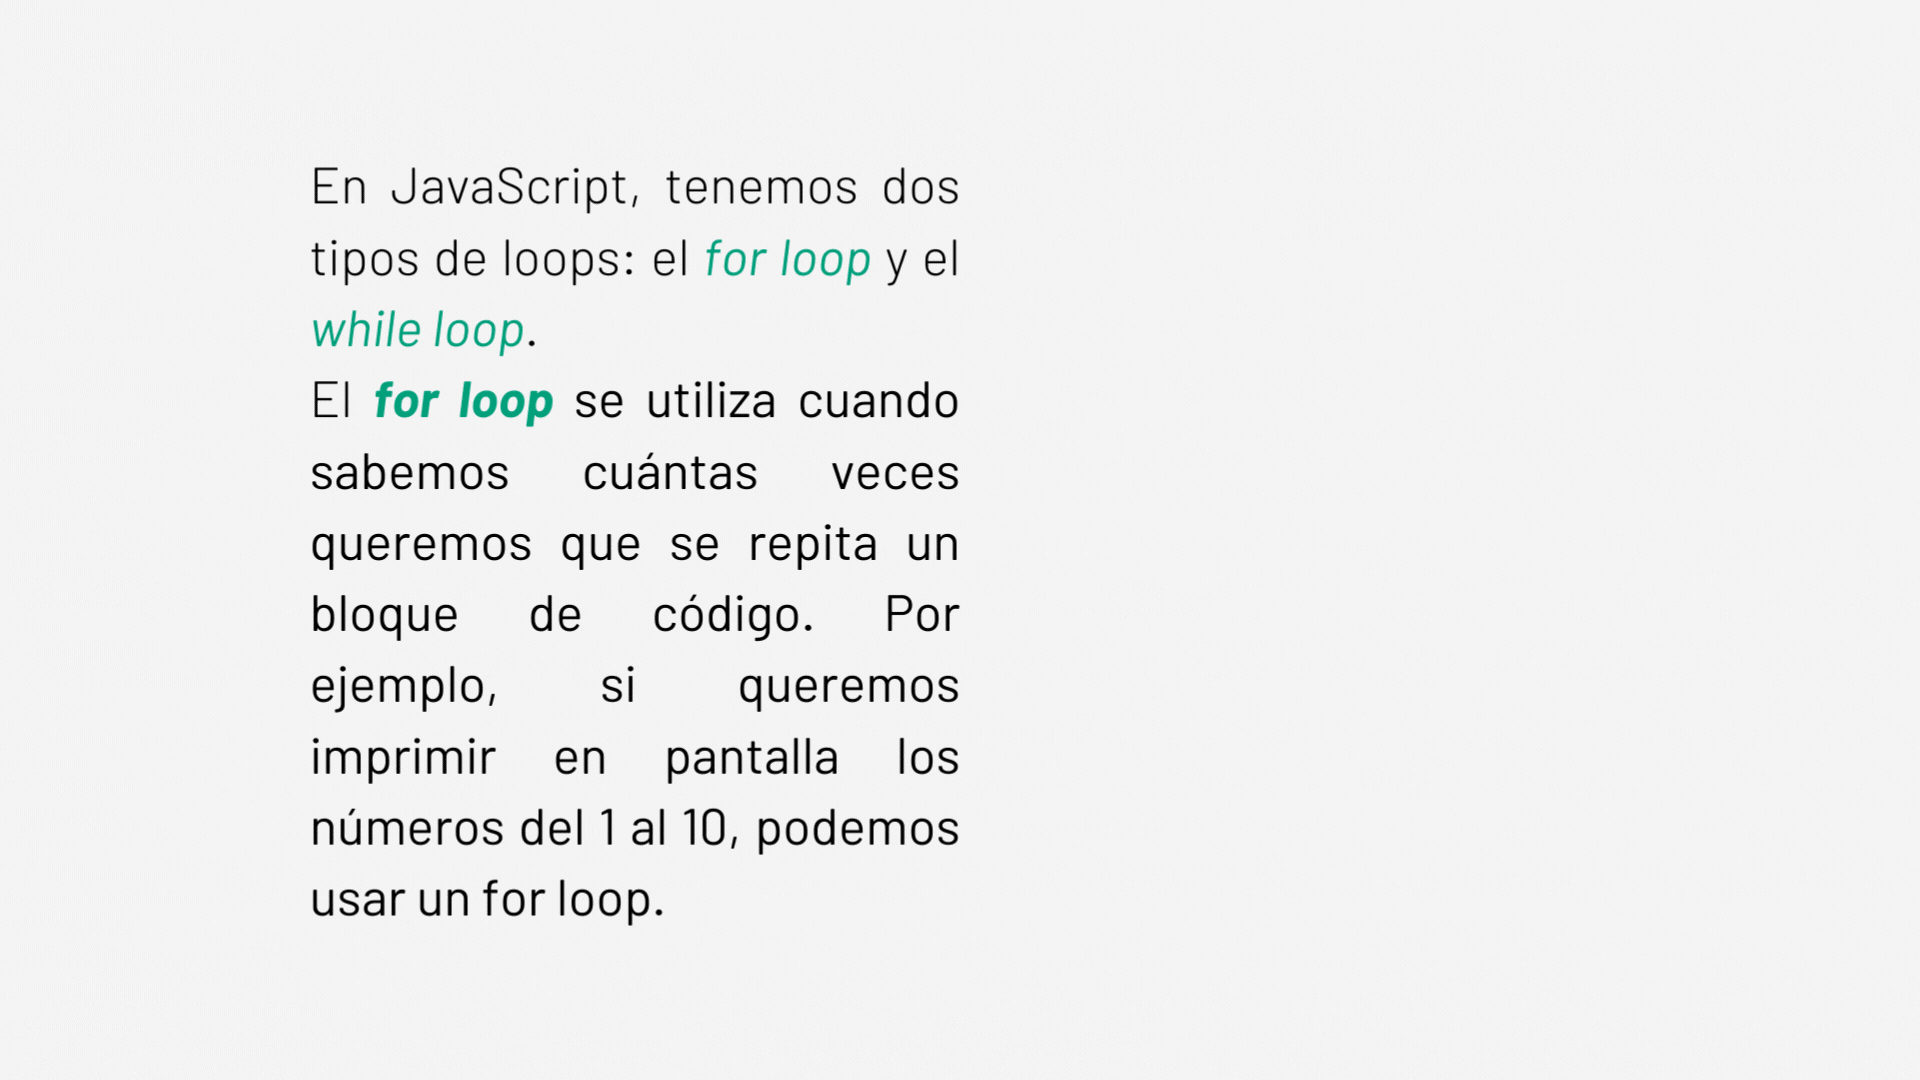 En JavaScript, tenemos dos
tipos de loops: el for loop y el
while loop.
El for loop se utiliza cuando
sabemos cuántas veces
queremos que se repita un
bloque de código. Por
ejemplo, si queremos
imprimir en pantalla los
números del 1 al 10, podemos
usar un for loop.